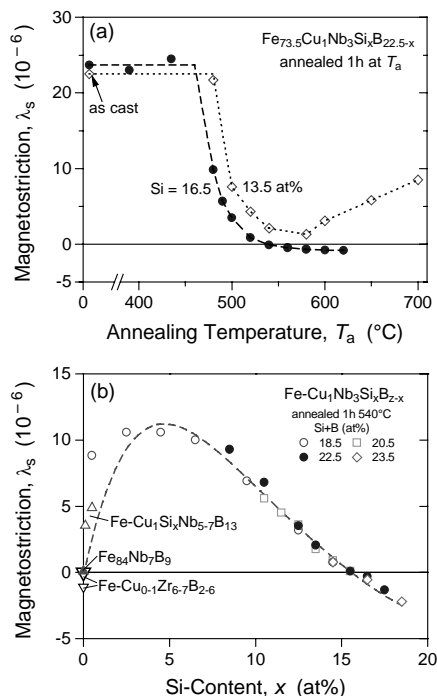 (a)
Fe73.5Cu1Nb3SixB22.5-x
annealed 1h at Ta
as cast
Si = 16.5
13.5 at%
Magnetostriction, λs (10⁻⁶)
30
20
10
0
-5
400
500
600
700
Annealing Temperature, Ta (°C)
(b)
Fe-Cu1Nb3SixBz-x
annealed 1h 540°C
Si+B (at%)
18.5
20.5
22.5
23.5
Fe-Cu1SixNb5-7B13
Fe84Nb7B9
Fe-Cu0-1Zr6-7B2-6
Magnetostriction, λs (10⁻⁶)
15
10
5
0
-5
-10
0
5
10
15
20
Si-Content, x (at%)